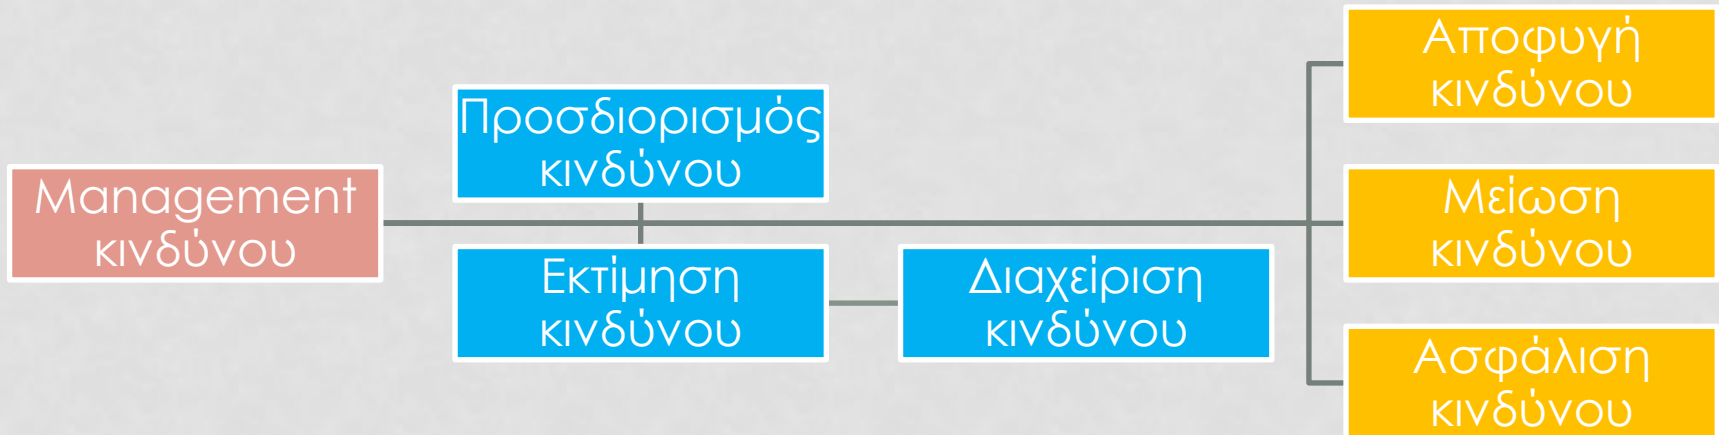 Management
κινδύνου
Προσδιορισμός
κινδύνου
Εκτίμηση
κινδύνου
Διαχείριση
κινδύνου
Αποφυγή
κινδύνου
Μείωση
κινδύνου
Ασφάλιση
κινδύνου